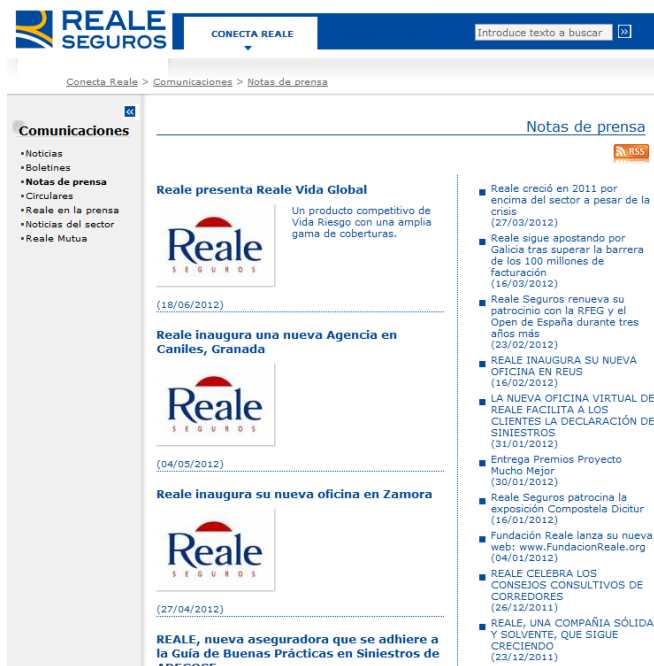 REALE
SEGUROS
CONECTA REALE
Introduce texto a buscar
Conecta Reale > Comunicaciones > Notas de prensa
Comunicaciones
Noticias
Boletines
Notas de prensa
Circulares
Reale en la prensa
Noticias del sector
Reale Mutua
Notas de prensa
RSS
Reale presenta Reale Vida Global
Reale
SEGUROS
Un producto competitivo de
Vida Riesgo con una amplia
gama de coberturas.
(18/06/2012)
Reale inaugura una nueva Agencia en
Caniles, Granada
Reale
SEGUROS
(04/05/2012)
Reale inaugura su nueva oficina en Zamora
Reale
SEGUROS
(27/04/2012)
REALE, nueva aseguradora que se adhiere a
la Guía de Buenas Prácticas en Siniestros de
Reale creció en 2011 por
encima del sector a pesar de la
crisis
(27/03/2012)
Reale sigue apostando por
Galicia tras superar la barrera
de los 100 millones de
facturación
(16/03/2012)
Reale Seguros renueva su
patrocinio con la RFEG y el
Open de España durante tres
años más
(23/02/2012)
REALE INAUGURA SU NUEVA
OFICINA EN REUS
(16/02/2012)
LA NUEVA OFICINA VIRTUAL DE
REALE FACILITA A LOS
CLIENTES LA DECLARACIÓN DE
SINIESTROS
(31/01/2012)
Entrega Premios Proyecto
Mucho Mejor
(30/01/2012)
Reale Seguros patrocina la
exposición Compostela Dicitur
(16/01/2012)
Fundación Reale lanza su nueva
web: www.FundacionReale.org
(04/01/2012)
REALE CELEBRA LOS
CONSEJOS CONSULTIVOS DE
CORREDORES
(26/12/2011)
REALE, UNA COMPAÑIA SÓLIDA
Y SOLVENTE, QUE SIGUE
CRECIENDO
(23/12/2011)